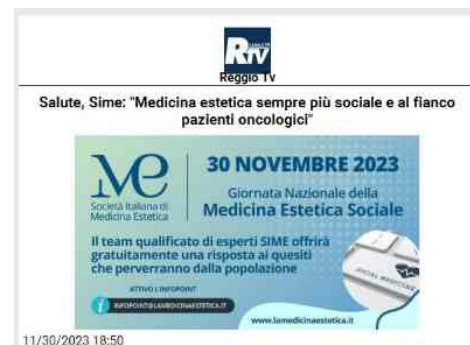 RTV
Reggio Tv
Salute, Sime: "Medicina estetica sempre più sociale e al fianco
pazienti oncologici"
ME
Società Italiana di
Medicina Estetica
30 NOVEMBRE 2023
Giornata Nazionale della
Medicina Estetica Sociale
Il team qualificato di esperti SIME offrirà
gratuitamente una risposta ai quesiti
che perverranno dalla popolazione
ATTIVO L'INFOPOINT
i INFOPOINT@LAMEDICINAESTETICA.IT
SOCIAL MEDICINE
www.lamedicinaestetica.it
11/30/2023 18:50